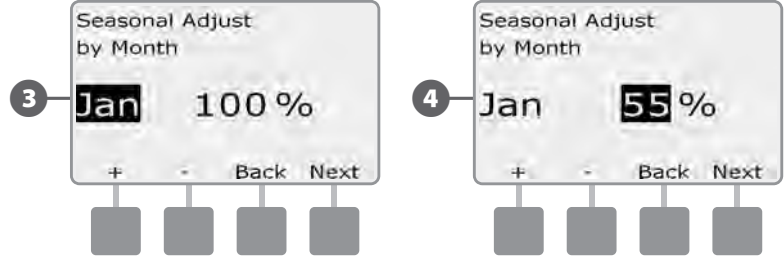 Seasonal Adjust
by Month
3
Jan 100 %
+ - Back Next
Seasonal Adjust
by Month
4
Jan 55 %
+ - Back Next